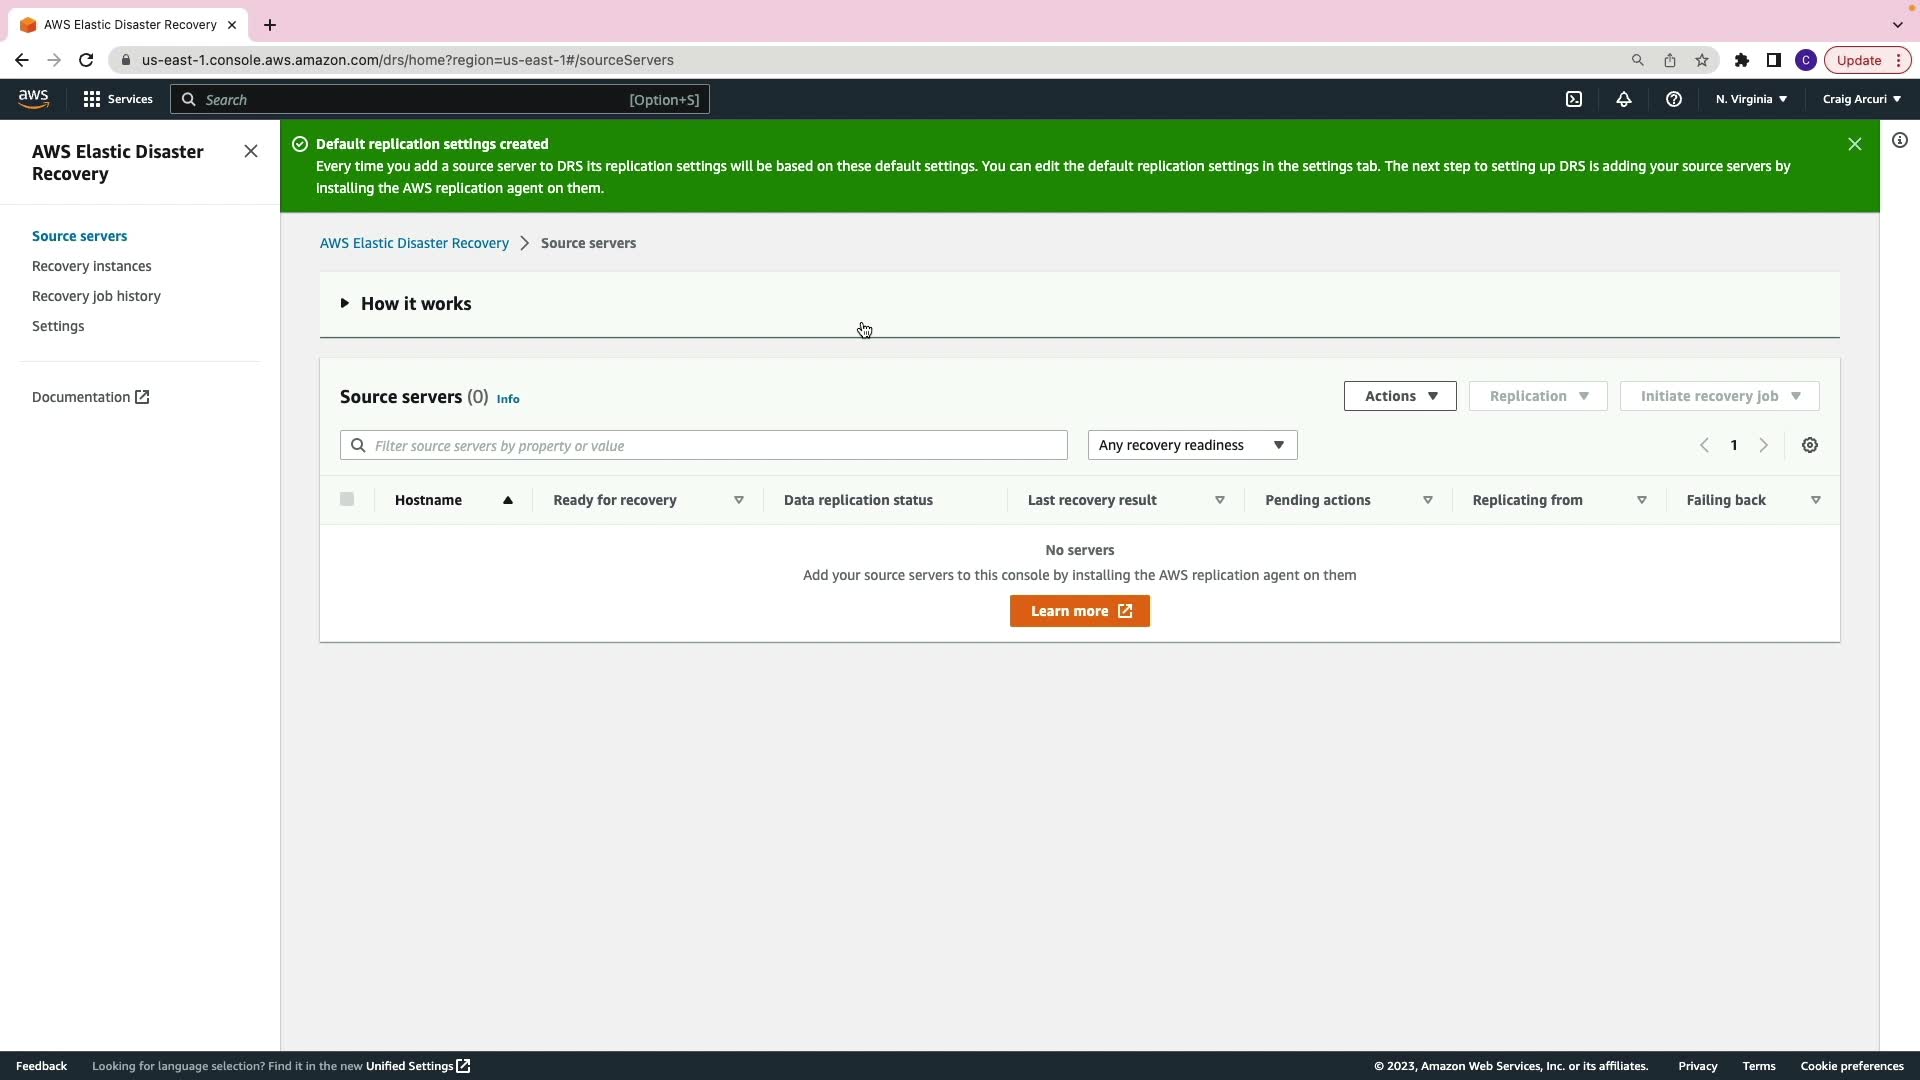 AWS Elastic Disaster Recovery
us-east-1.console.aws.amazon.com/drs/home?region=us-east-1#/sourceServers
C
Update
aws
Services
Search
[Option+S]
N. Virginia
Craig Arcuri
AWS Elastic Disaster
Recovery
Source servers
Recovery instances
Recovery job history
Settings
Documentation
Default replication settings created
Every time you add a source server to DRS its replication settings will be based on these default settings. You can edit the default replication settings in the settings tab. The next step to setting up DRS is adding your source servers by
installing the AWS replication agent on them.
AWS Elastic Disaster Recovery > Source servers
How it works
Source servers (0) Info
Actions
Replication
Initiate recovery job
Filter source servers by property or value
Any recovery readiness
1
Hostname
Ready for recovery
Data replication status
Last recovery result
Pending actions
Replicating from
Failing back
No servers
Add your source servers to this console by installing the AWS replication agent on them
Learn more
Feedback
Looking for language selection? Find it in the new Unified Settings
© 2023, Amazon Web Services, Inc. or its affiliates.
Privacy
Terms
Cookie preferences